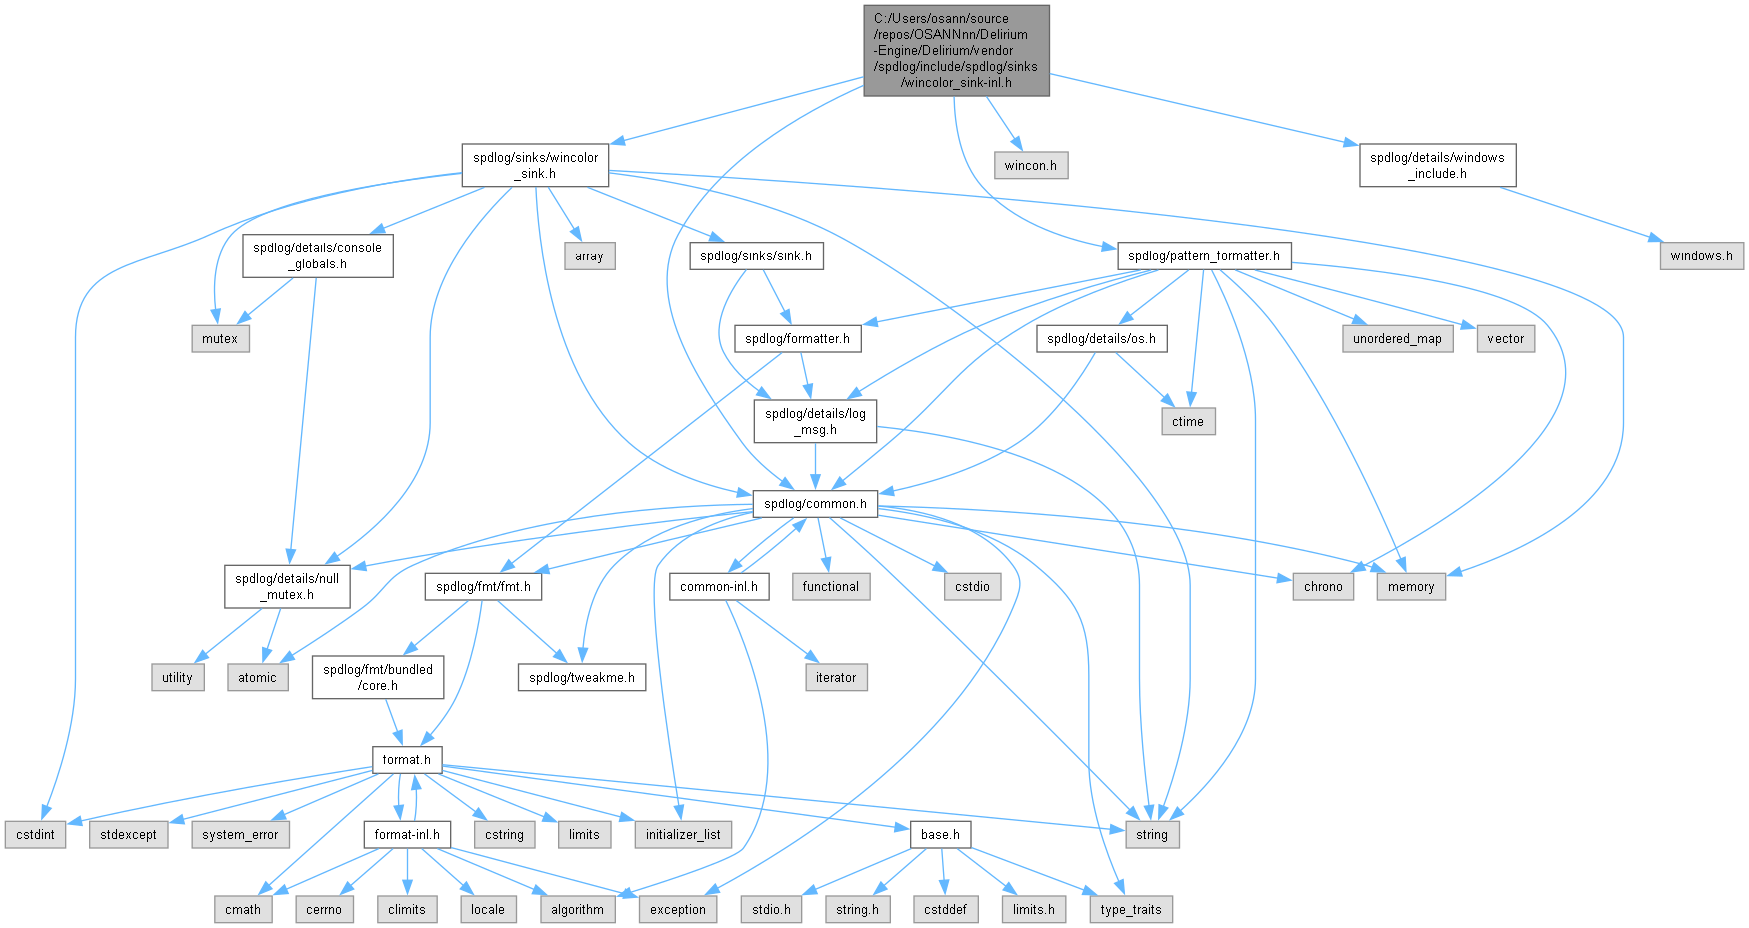 C:/Users/osann/source
/repos/OSANNnn/Delirium
-Engine/Delirium/vendor
/spdlog/include/spdlog/sinks
/wincolor_sink-inl.h
spdlog/sinks/wincolor
_sink.h
wincon.h
spdlog/details/windows
_include.h
spdlog/details/console
_globals.h
array
spdlog/sinks/sink.h
spdlog/pattern_formatter.h
windows.h
mutex
spdlog/formatter.h
spdlog/details/os.h
unordered_map
vector
spdlog/details/log
_msg.h
ctime
spdlog/common.h
spdlog/details/null
_mutex.h
spdlog/fmt/fmt.h
common-inl.h
functional
cstdio
chrono
memory
utility
atomic
spdlog/fmt/bundled
/core.h
spdlog/tweakme.h
iterator
format.h
cstdint
stdexcept
system_error
format-inl.h
cstring
limits
initializer_list
base.h
string
cmath
cerrno
climits
locale
algorithm
exception
stdio.h
string.h
cstddef
limits.h
type_traits